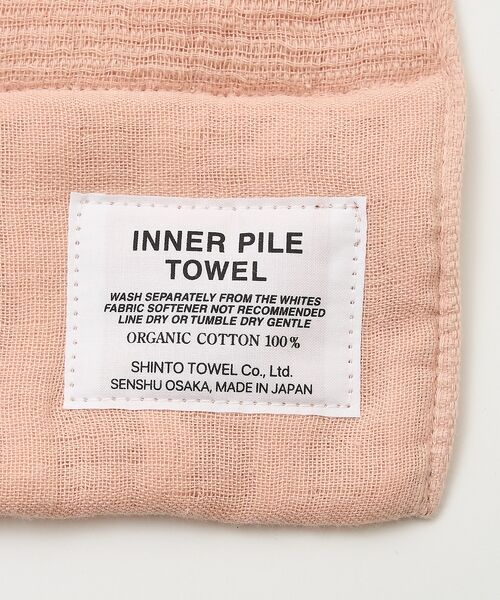 INNER PILE
TOWEL
WASH SEPARATELY FROM THE WHITES
FABRIC SOFTENER NOT RECOMMENDED
LINE DRY OR TUMBLE DRY GENTLE
ORGANIC COTTON 100%
SHINTO TOWEL Co., Ltd.
SENSHU OSAKA, MADE IN JAPAN